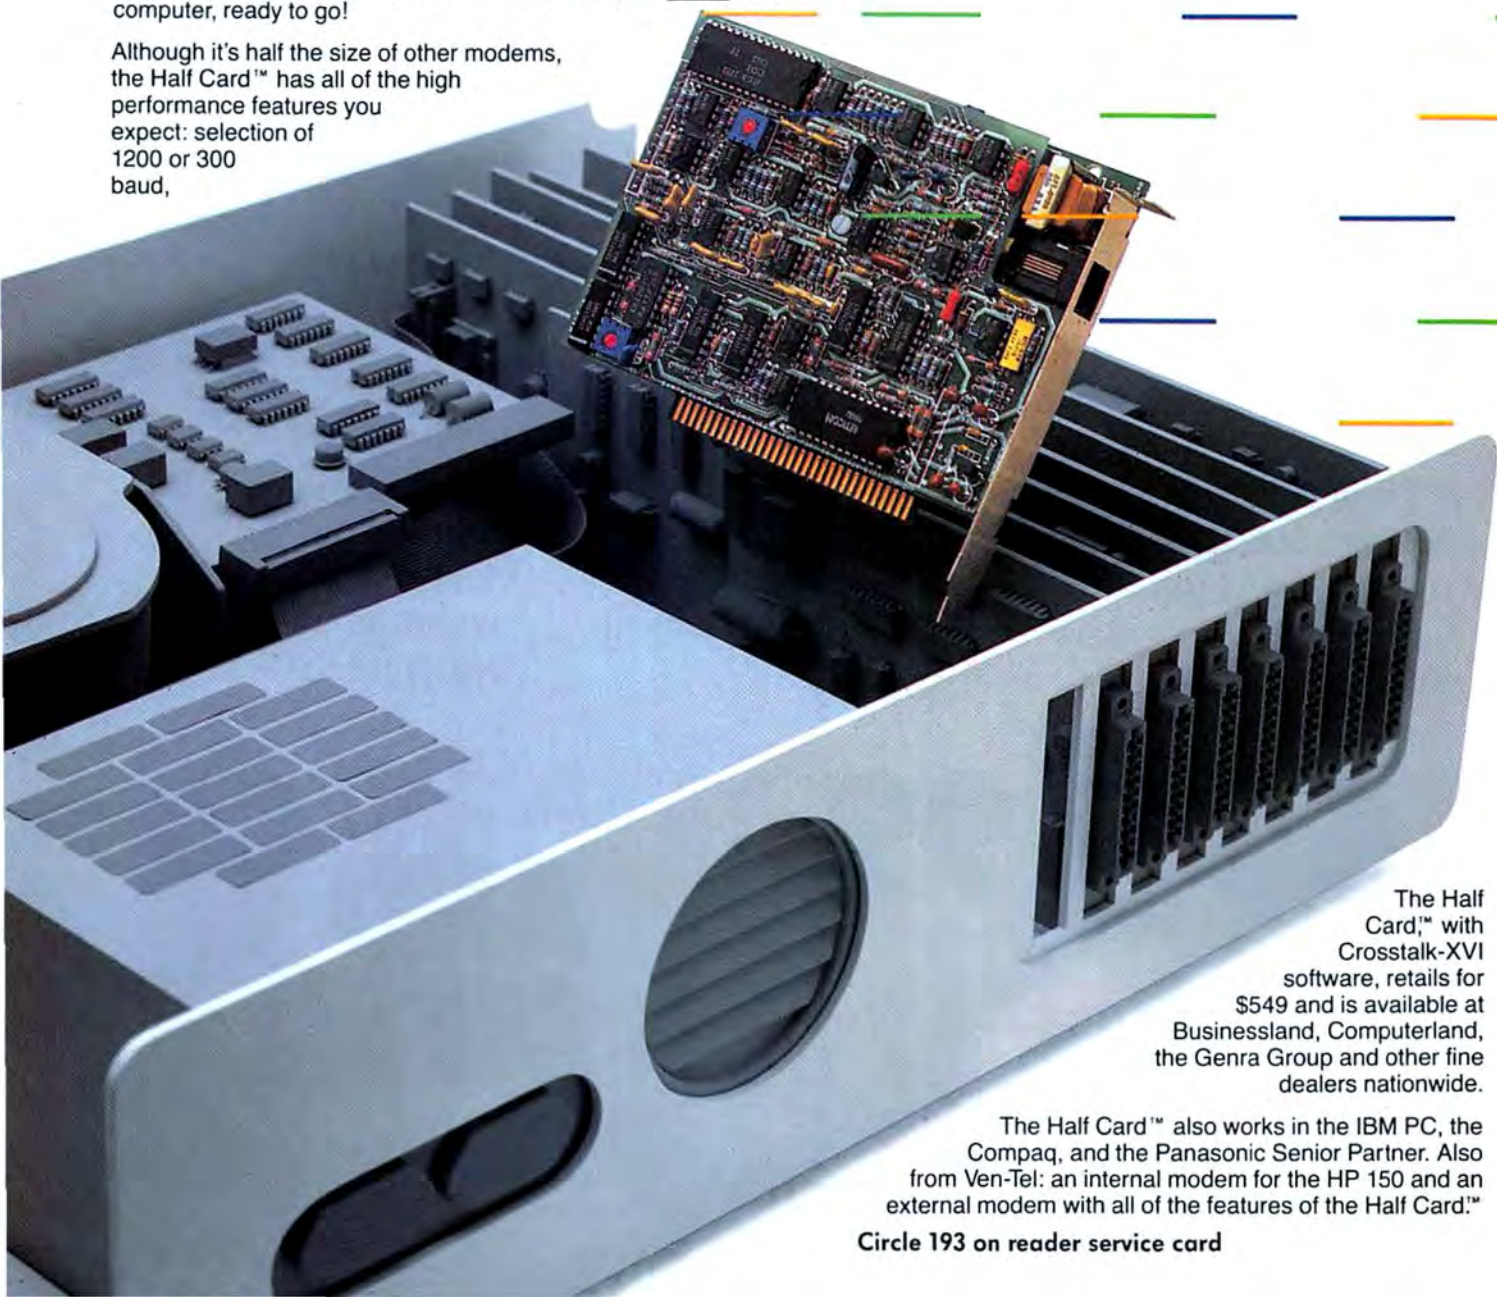 computer, ready to go!
Although it's half the size of other modems,
the Half Card™ has all of the high
performance features you
expect: selection of
1200 or 300
baud,
The Half
Card,™ with
Crosstalk-XVI
software, retails for
$549 and is available at
Businessland, Computerland,
the Genra Group and other fine
dealers nationwide.
The Half Card™ also works in the IBM PC, the
Compaq, and the Panasonic Senior Partner. Also
from Ven-Tel: an internal modem for the HP 150 and an
external modem with all of the features of the Half Card.™
Circle 193 on reader service card